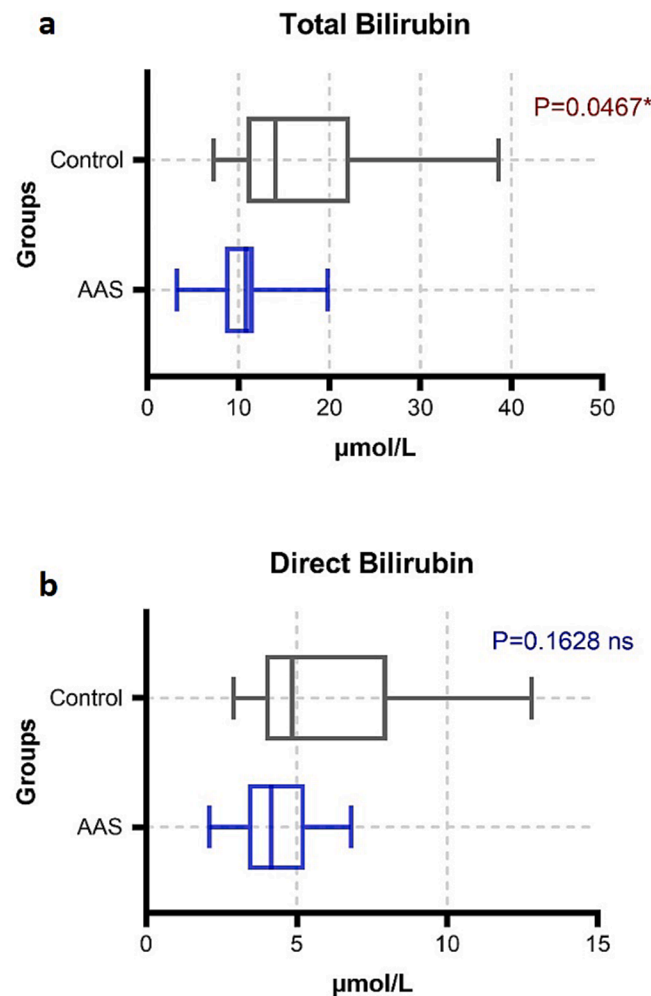 a
Total Bilirubin
P=0.0467*
Control
AAS
Groups
0 10 20 30 40 50
µmol/L
b
Direct Bilirubin
P=0.1628 ns
Control
AAS
Groups
0 5 10 15
µmol/L